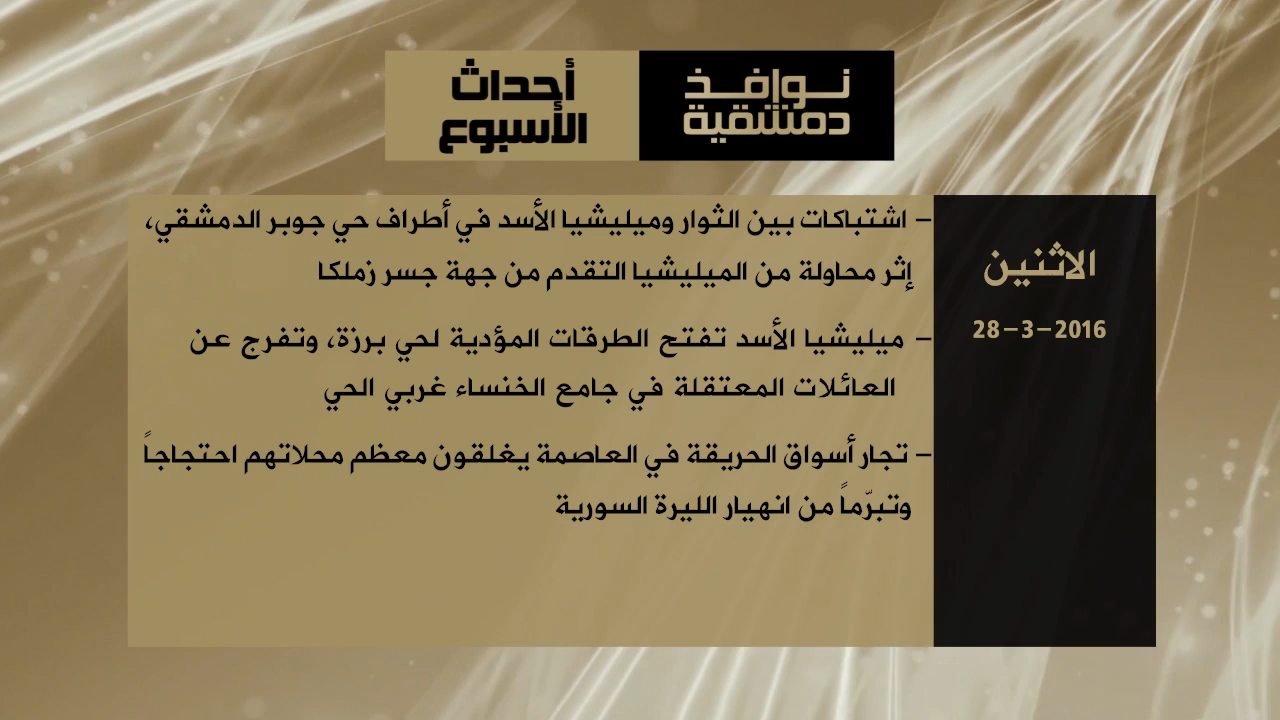 نوافذ
دمشقية
أحداث
الأسبوع
الاثنين
28-3-2016
- اشتباكات بين الثوار وميليشيا الأسد في أطراف حي جوبر الدمشقي،
إثر محاولة من الميليشيا التقدم من جهة جسر زملكا
- ميليشيا الأسد تفتح الطرقات المؤدية لحي برزة، وتفرج عن
العائلات المعتقلة في جامع الخنساء غربي الحي
- تجار أسواق الحريقة في العاصمة يغلقون معظم محلاتهم احتجاجاً
وتبرّماً من انهيار الليرة السورية